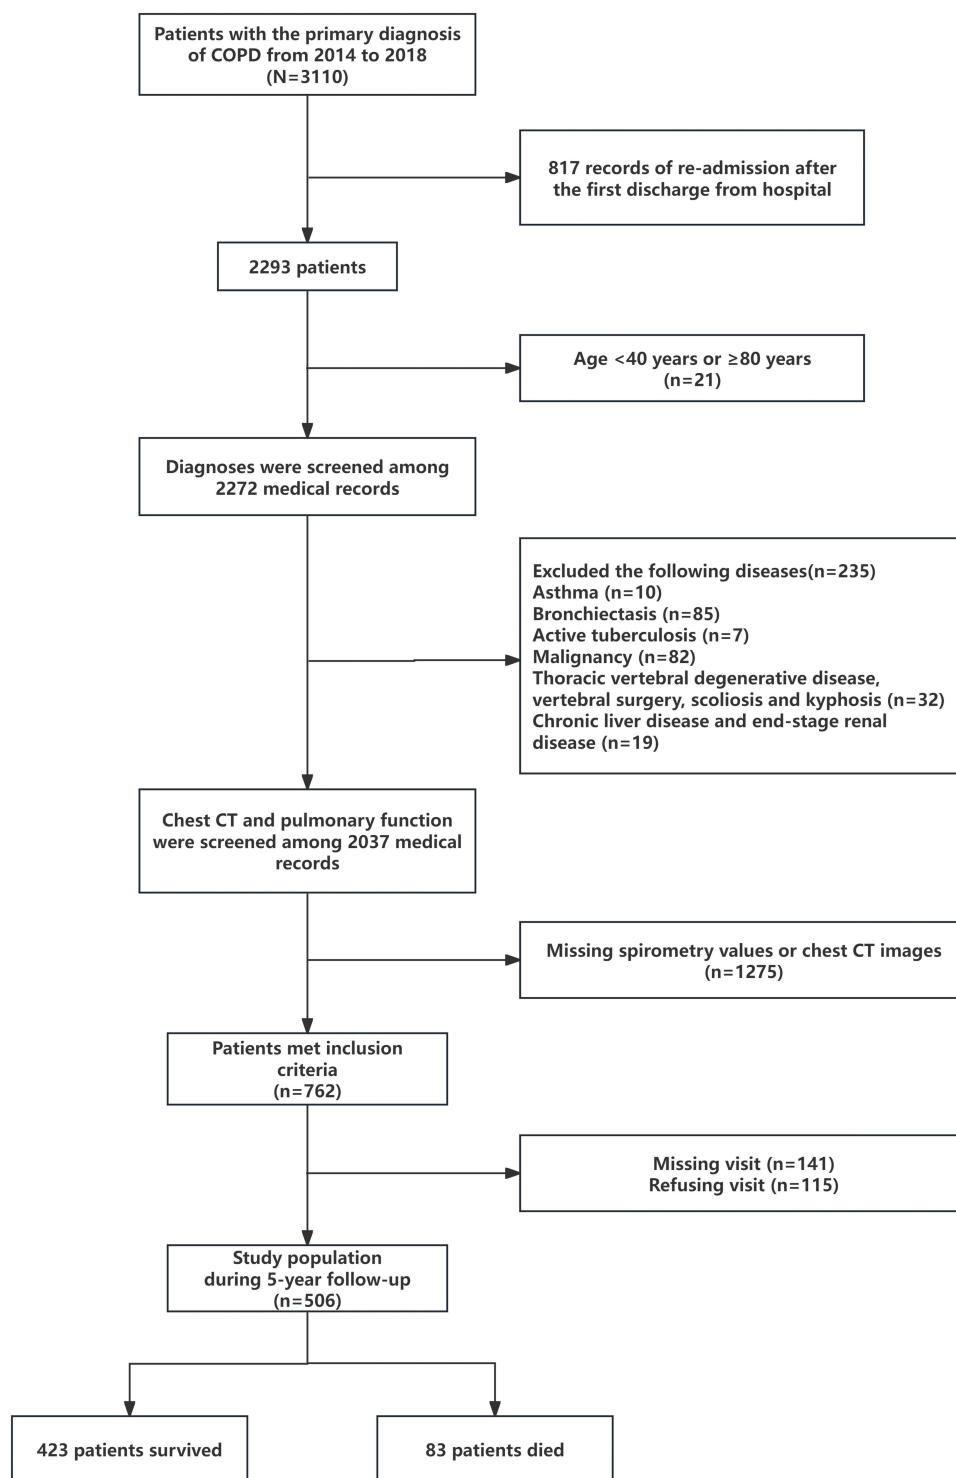 Patients with the primary diagnosis
of COPD from 2014 to 2018
(N=3110)
817 records of re-admission after
the first discharge from hospital
2293 patients
Age <40 years or ≥80 years
(n=21)
Diagnoses were screened among
2272 medical records
Excluded the following diseases(n=235)
Asthma (n=10)
Bronchiectasis (n=85)
Active tuberculosis (n=7)
Malignancy (n=82)
Thoracic vertebral degenerative disease,
vertebral surgery, scoliosis and kyphosis (n=32)
Chronic liver disease and end-stage renal
disease (n=19)
Chest CT and pulmonary function
were screened among 2037 medical
records
Missing spirometry values or chest CT images
(n=1275)
Patients met inclusion
criteria
(n=762)
Missing visit (n=141)
Refusing visit (n=115)
Study population
during 5-year follow-up
(n=506)
423 patients survived
83 patients died